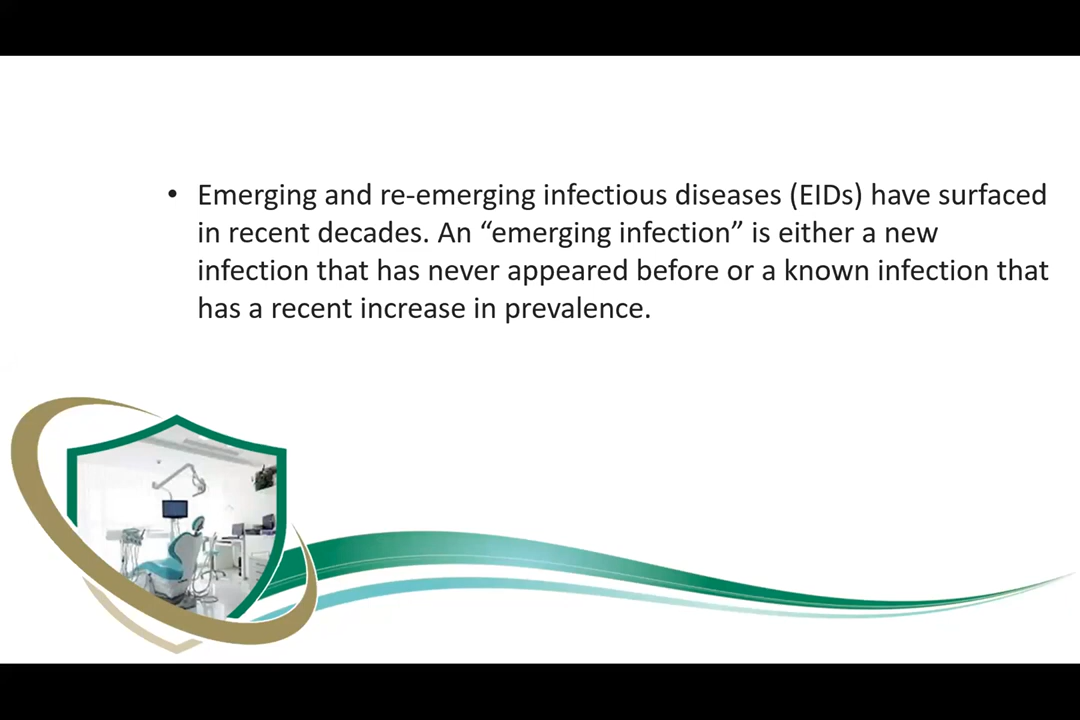 • Emerging and re-emerging infectious diseases (EIDs) have surfaced
in recent decades. An “emerging infection” is either a new
infection that has never appeared before or a known infection that
has a recent increase in prevalence.